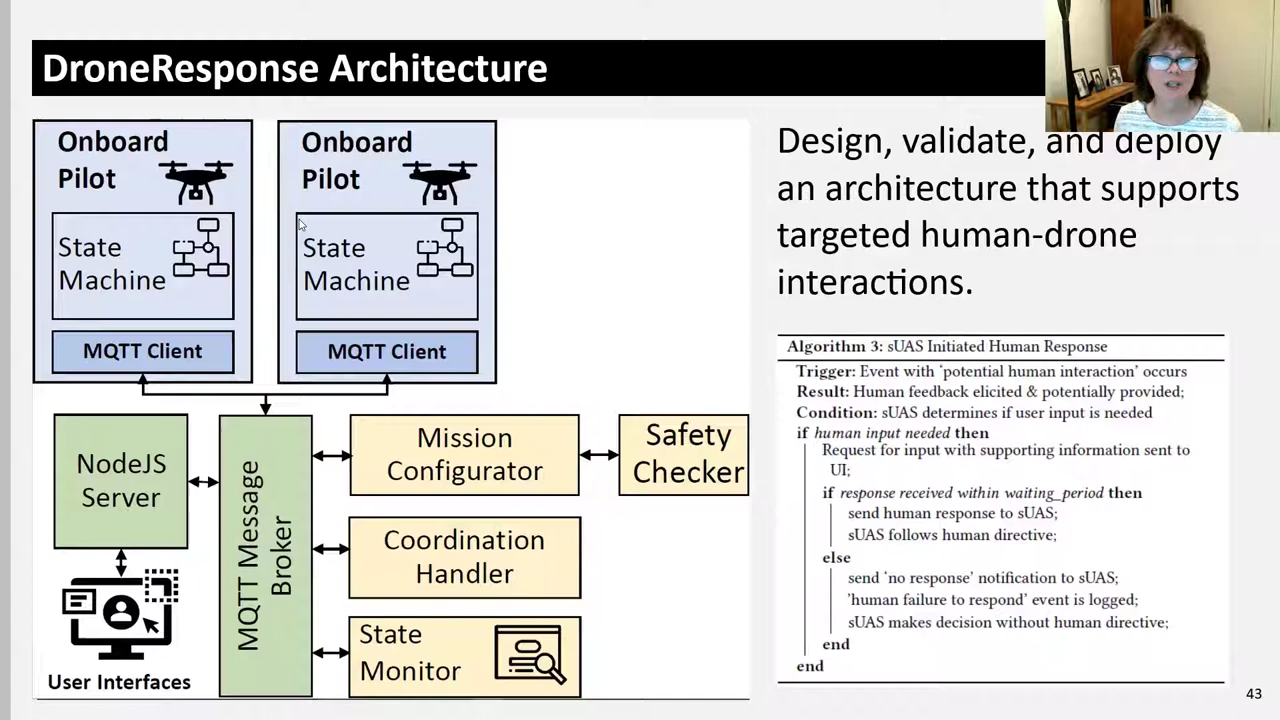 DroneResponse Architecture
Onboard
Pilot
State
Machine
MQTT Client
Onboard
Pilot
State
Machine
MQTT Client
NodeJS
Server
User Interfaces
MQTT Message
Broker
Mission
Configurator
Safety
Checker
Coordination
Handler
State
Monitor
Design, validate, and deploy
an architecture that supports
targeted human-drone
interactions.
Algorithm 3: sUAS Initiated Human Response
Trigger: Event with 'potential human interaction' occurs
Result: Human feedback elicited & potentially provided;
Condition: sUAS determines if user input is needed
if human input needed then
Request for input with supporting information sent to
UI;
if response received within waiting_period then
send human response to sUAS;
sUAS follows human directive;
else
send 'no response' notification to sUAS;
'human failure to respond' event is logged;
sUAS makes decision without human directive;
end
end
43